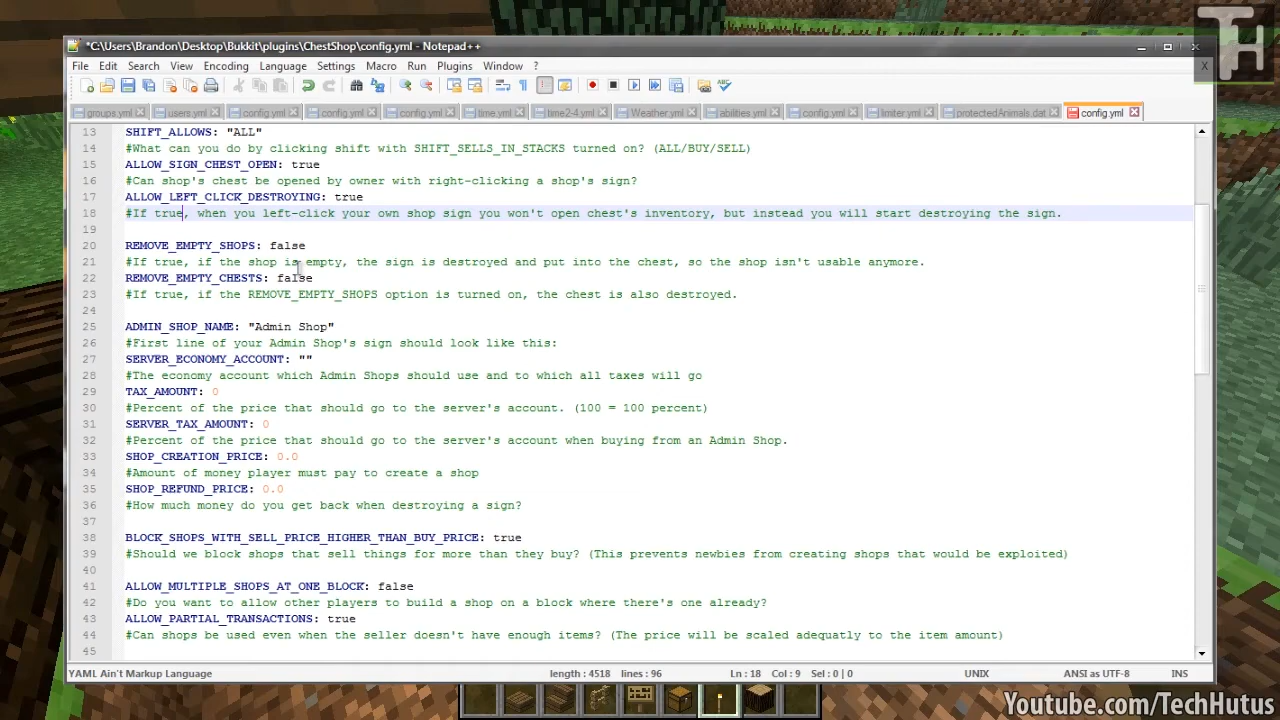 *C:\Users\Brandon\Desktop\Bukkit\plugins\ChestShop\config.yml - Notepad++
TH
File Edit Search View Encoding Language Settings Macro Run Plugins Window ? X
groups.yml users.yml config.yml config.yml config.yml time.yml time2-4.yml Weather.yml abilities.yml config.yml limiter.yml protectedAnimals.dat config.yml
13 SHIFT_ALLOWS: "ALL"
14 #What can you do by clicking shift with SHIFT_SELLS_IN_STACKS turned on? (ALL/BUY/SELL)
15 ALLOW_SIGN_CHEST_OPEN: true
16 #Can shop's chest be opened by owner with right-clicking a shop's sign?
17 ALLOW_LEFT_CLICK_DESTROYING: true
18 #If true, when you left-click your own shop sign you won't open chest's inventory, but instead you will start destroying the sign.
19
20 REMOVE_EMPTY_SHOPS: false
21 #If true, if the shop is empty, the sign is destroyed and put into the chest, so the shop isn't usable anymore.
22 REMOVE_EMPTY_CHESTS: false
23 #If true, if the REMOVE_EMPTY_SHOPS option is turned on, the chest is also destroyed.
24
25 ADMIN_SHOP_NAME: "Admin Shop"
26 #First line of your Admin Shop's sign should look like this:
27 SERVER_ECONOMY_ACCOUNT: ""
28 #The economy account which Admin Shops should use and to which all taxes will go
29 TAX_AMOUNT: 0
30 #Percent of the price that should go to the server's account. (100 = 100 percent)
31 SERVER_TAX_AMOUNT: 0
32 #Percent of the price that should go to the server's account when buying from an Admin Shop.
33 SHOP_CREATION_PRICE: 0.0
34 #Amount of money player must pay to create a shop
35 SHOP_REFUND_PRICE: 0.0
36 #How much money do you get back when destroying a sign?
37
38 BLOCK_SHOPS_WITH_SELL_PRICE_HIGHER_THAN_BUY_PRICE: true
39 #Should we block shops that sell things for more than they buy? (This prevents newbies from creating shops that would be exploited)
40
41 ALLOW_MULTIPLE_SHOPS_AT_ONE_BLOCK: false
42 #Do you want to allow other players to build a shop on a block where there's one already?
43 ALLOW_PARTIAL_TRANSACTIONS: true
44 #Can shops be used even when the seller doesn't have enough items? (The price will be scaled adequatly to the item amount)
45
YAML Ain't Markup Language length : 4518 lines : 96 Ln : 18 Col : 9 Sel : 0 | 0 UNIX ANSI as UTF-8 INS
Youtube.com/TechHutus